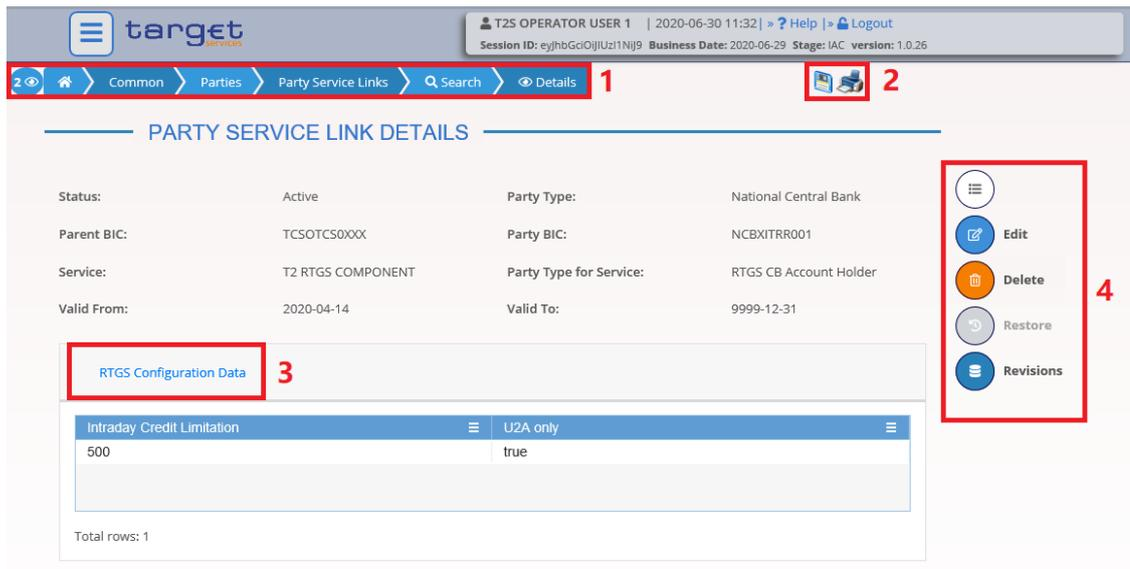 target
services
T2S OPERATOR USER 1 | 2020-06-30 11:32| » ? Help |» Logout
Session ID: eyJhbGciOiJIUzI1NiJ9 Business Date: 2020-06-29 Stage: IAC version: 1.0.26
2 Common Parties Party Service Links Search Details 1 2
PARTY SERVICE LINK DETAILS
Status: Active Party Type: National Central Bank
Parent BIC: TCSOTCS0XXX Party BIC: NCBXITRR001 Edit
Service: T2 RTGS COMPONENT Party Type for Service: RTGS CB Account Holder Delete 4
Valid From: 2020-04-14 Valid To: 9999-12-31 Restore
RTGS Configuration Data 3 Revisions
Intraday Credit Limitation U2A only
500 true
Total rows: 1